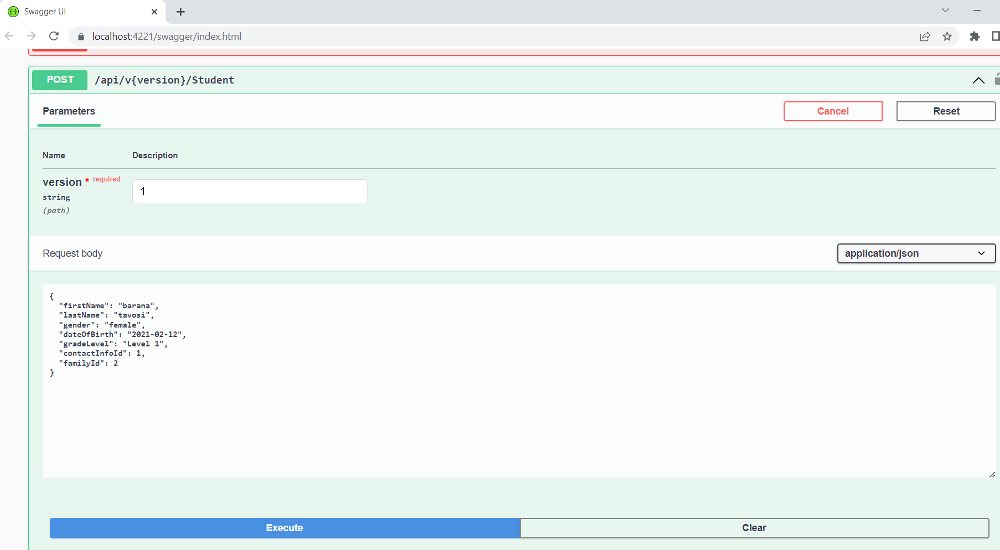 Swagger UI
localhost:4221/swagger/index.html
POST /api/v{version}/Student
Parameters
Cancel
Reset
Name Description
version * required
1
string
(path)
Request body
application/json
{
  "firstName": "barana",
  "lastName": "tavosi",
  "gender": "female",
  "dateOfBirth": "2021-02-12",
  "gradeLevel": "Level 1",
  "contactInfoId": 1,
  "familyId": 2
}
Execute
Clear